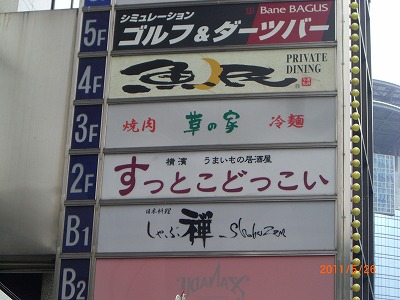 Bane BAGUS
5F
シミュレーション
ゴルフ&ダーツバー
4F
魚民
PRIVATE
DINING
3F
焼肉 草の家 冷麺
2F
横濱 うまいもの居酒屋
すっとこどっこい
B1
日本料理
しゃぶ禅 Shabuzen
B2
2011/5/26